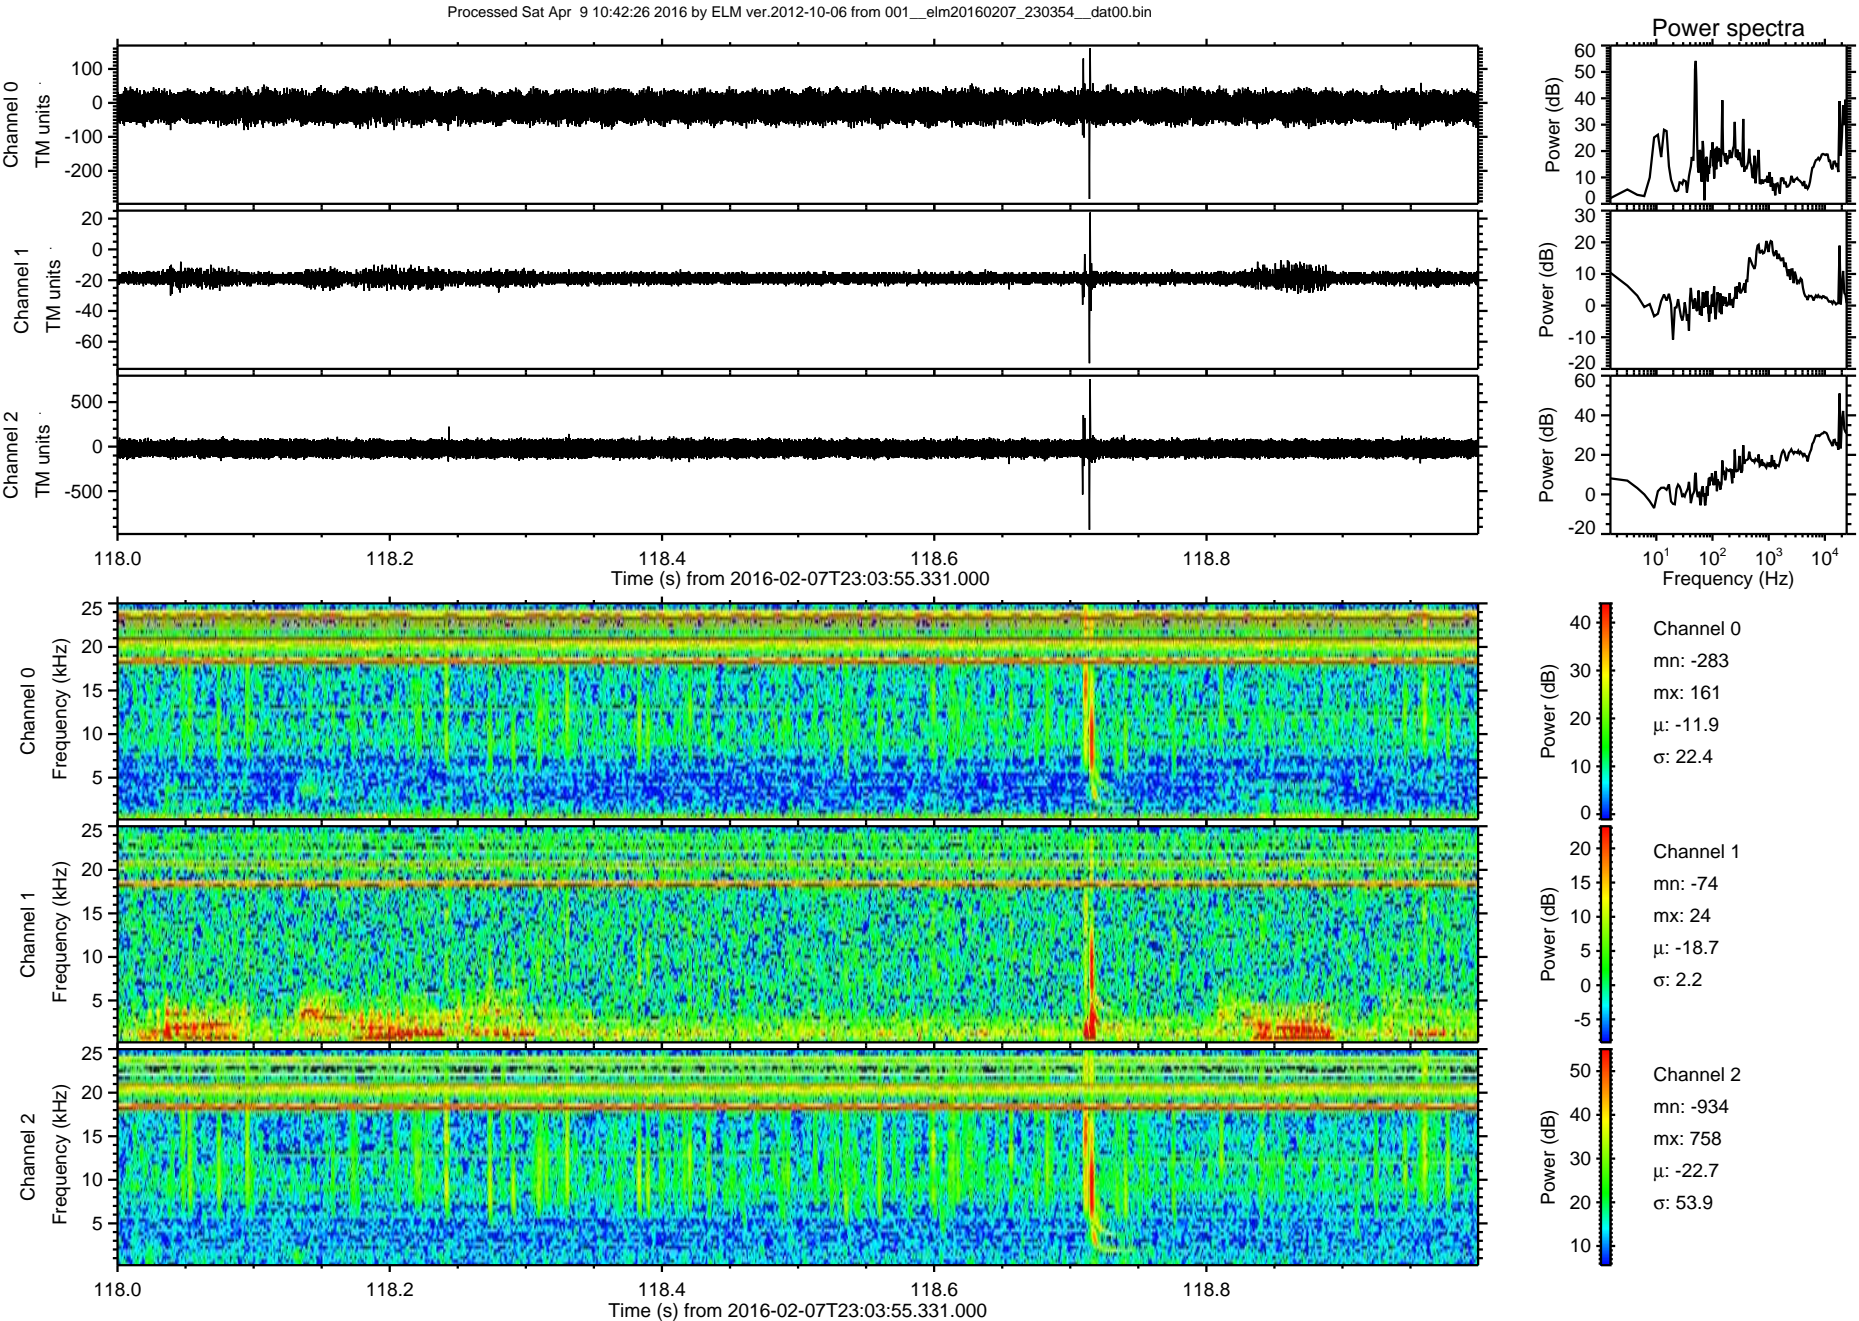 Processed Sat Apr 9 10:42:26 2016 by ELM ver.2012-10-06 from 001__elm20160207_230354__dat00.bin
Power spectra
Channel 0
TM units
100
0
-100
-200
Power (dB)
60
50
40
30
20
10
0
Channel 1
TM units
20
0
-20
-40
-60
Power (dB)
30
20
10
0
-10
-20
Channel 2
TM units
500
0
-500
Power (dB)
60
40
20
0
-20
118.0 118.2 118.4 118.6 118.8
Time (s) from 2016-02-07T23:03:55.331.000
10^1 10^2 10^3 10^4
Frequency (Hz)
Channel 0
Frequency (kHz)
25
20
15
10
5
Power (dB)
40
30
20
10
0
Channel 0
mn: -283
mx: 161
μ: -11.9
σ: 22.4
Channel 1
Frequency (kHz)
25
20
15
10
5
Power (dB)
20
15
10
5
0
-5
Channel 1
mn: -74
mx: 24
μ: -18.7
σ: 2.2
Channel 2
Frequency (kHz)
25
20
15
10
5
Power (dB)
50
40
30
20
10
Channel 2
mn: -934
mx: 758
μ: -22.7
σ: 53.9
118.0 118.2 118.4 118.6 118.8
Time (s) from 2016-02-07T23:03:55.331.000